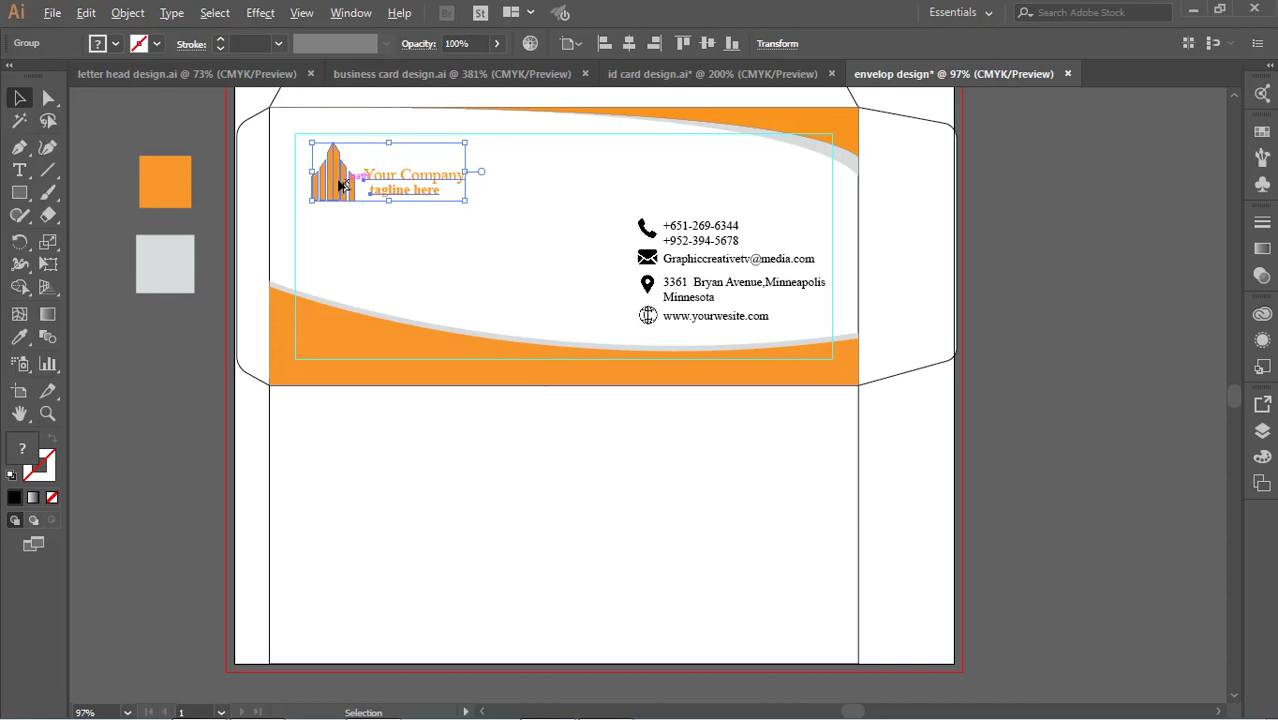 Ai File Edit Object Type Select Effect View Window Help Br St Essentials Search Adobe Stock
Group ? Stroke: Opacity: 100% Transform
letter head design.ai @ 73% (CMYK/Preview) business card design.ai @ 381% (CMYK/Preview) id card design.ai* @ 200% (CMYK/Preview) envelop design* @ 97% (CMYK/Preview)
Your Company
tagline here
+651-269-6344
+952-394-5678
Graphiccreativetv@media.com
3361 Bryan Avenue,Minneapolis
Minnesota
www.yourwesite.com
?
97% 1 Selection